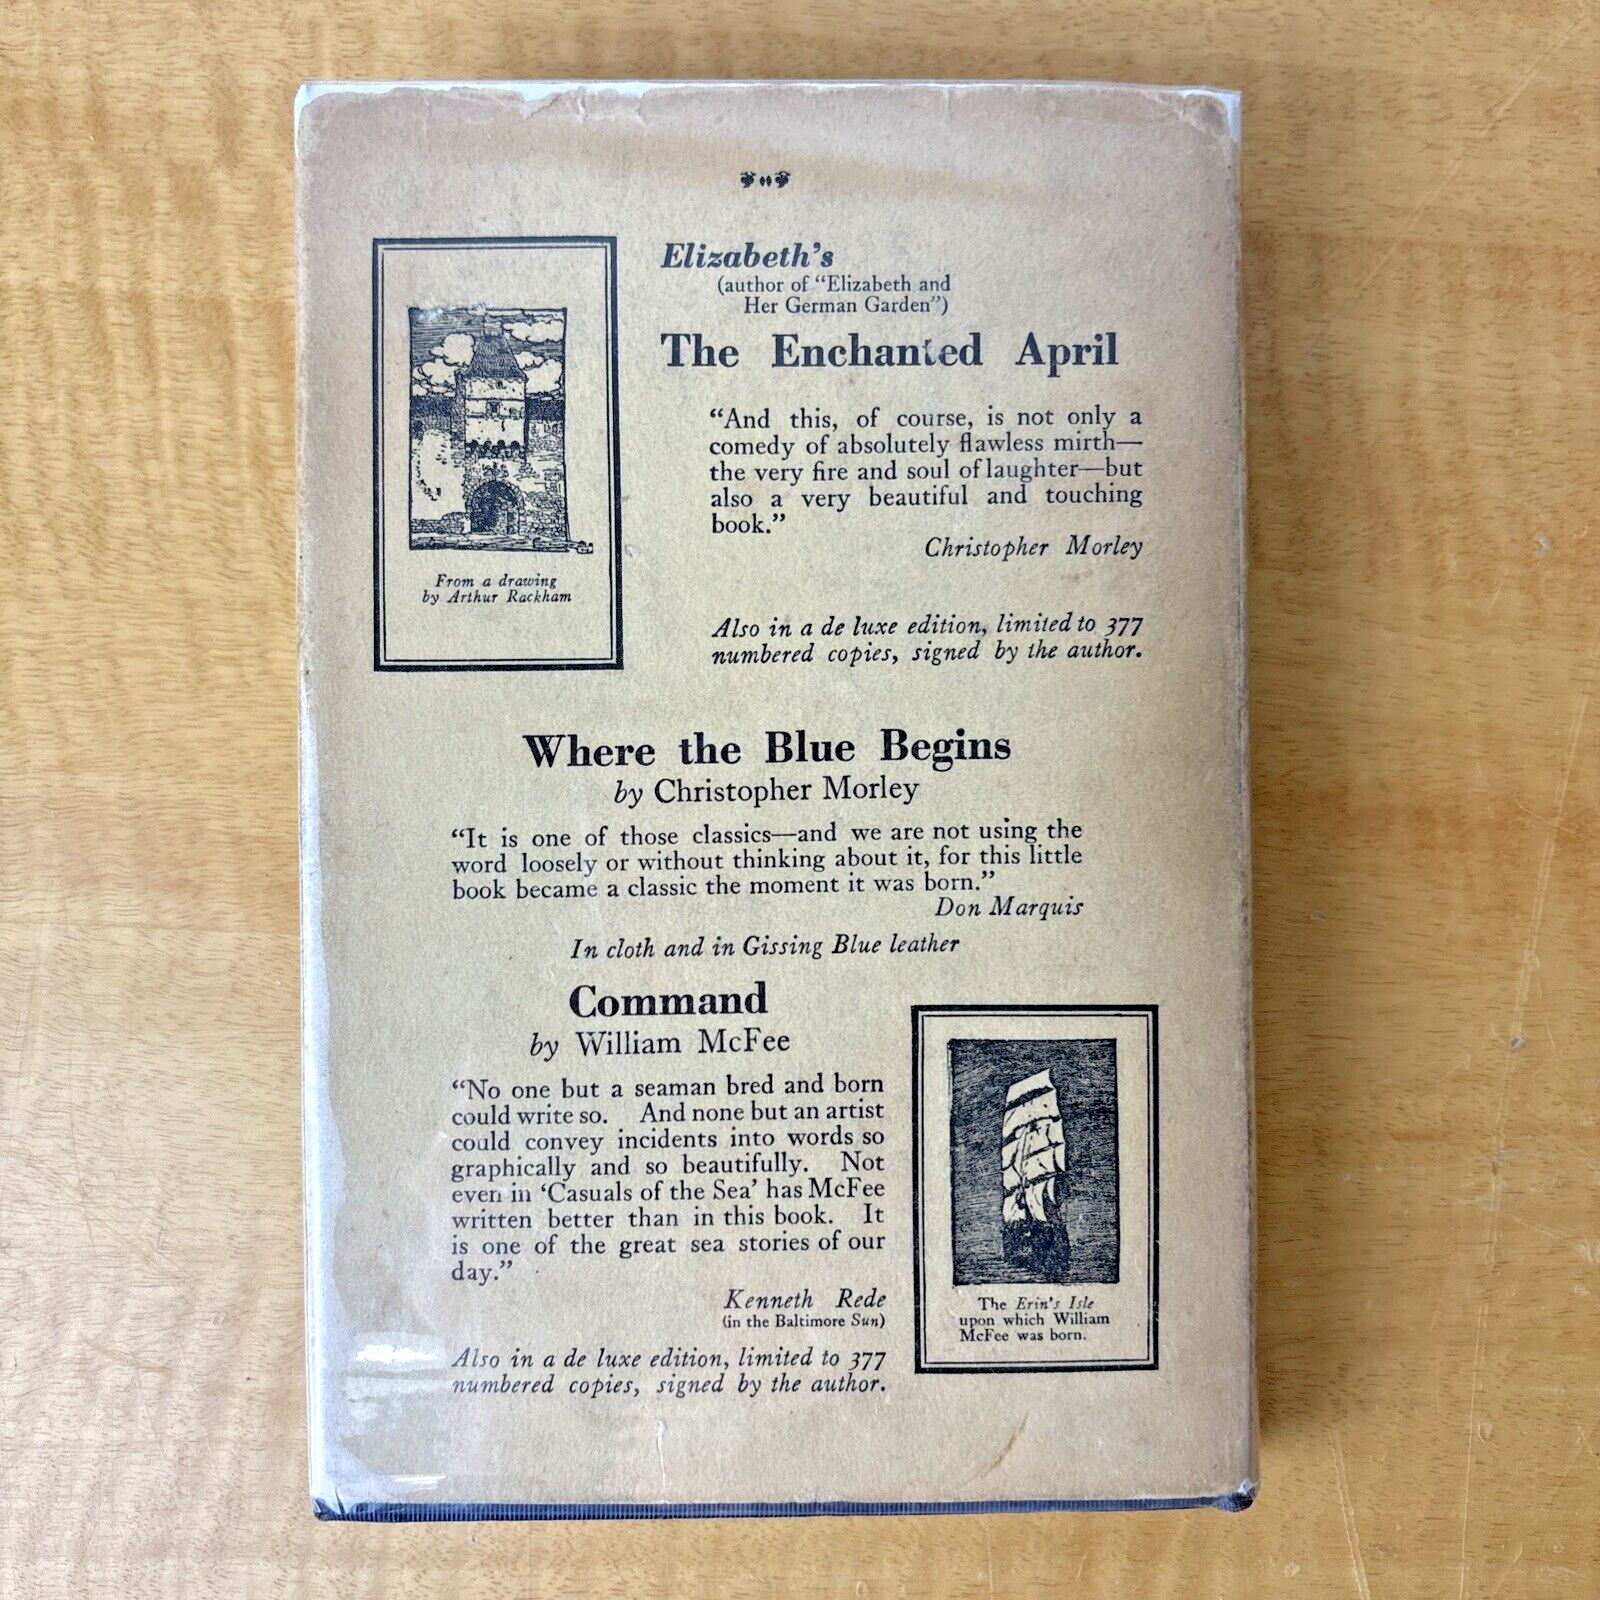 Elizabeth's
(author of "Elizabeth and
Her German Garden")
The Enchanted April
"And this, of course, is not only a
comedy of absolutely flawless mirth—
the very fire and soul of laughter—but
also a very beautiful and touching
book."
Christopher Morley
From a drawing
by Arthur Rackham
Also in a de luxe edition, limited to 377
numbered copies, signed by the author.
Where the Blue Begins
by Christopher Morley
"It is one of those classics—and we are not using the
word loosely or without thinking about it, for this little
book became a classic the moment it was born."
Don Marquis
In cloth and in Gissing Blue leather
Command
by William McFee
"No one but a seaman bred and born
could write so. And none but an artist
could convey incidents into words so
graphically and so beautifully. Not
even in 'Casuals of the Sea' has McFee
written better than in this book. It
is one of the great sea stories of our
day."
Kenneth Rede
(in the Baltimore Sun)
Also in a de luxe edition, limited to 377
numbered copies, signed by the author.
The Erin's Isle
upon which William
McFee was born.